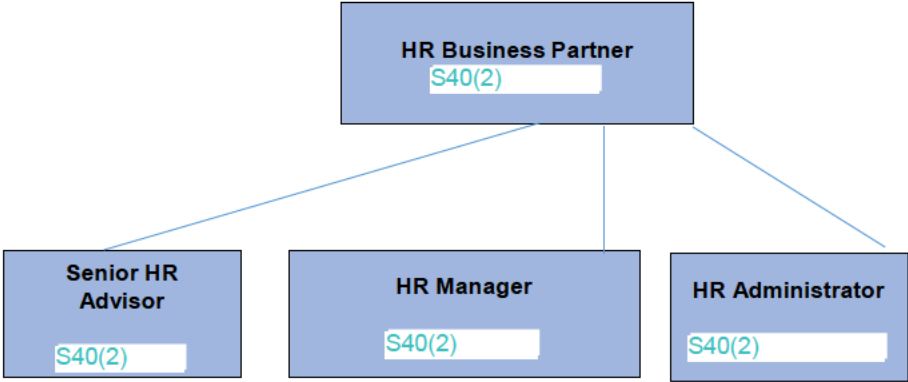 HR Business Partner
S40(2)
Senior HR
Advisor
S40(2)
HR Manager
S40(2)
HR Administrator
S40(2)